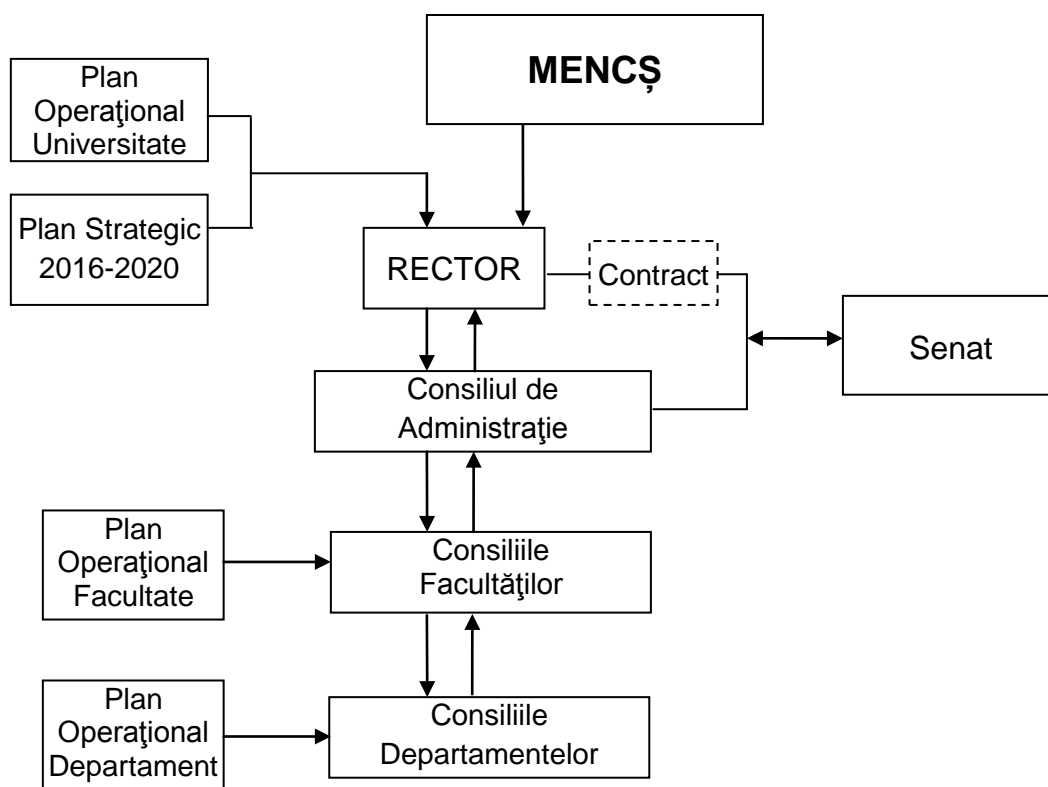 MENCȘ
Plan
Operaţional
Universitate
Plan Strategic
2016-2020
RECTOR
Contract
Senat
Consiliul de
Administraţie
Plan
Operaţional
Facultate
Consiliile
Facultăţilor
Plan
Operaţional
Departament
Consiliile
Departamentelor